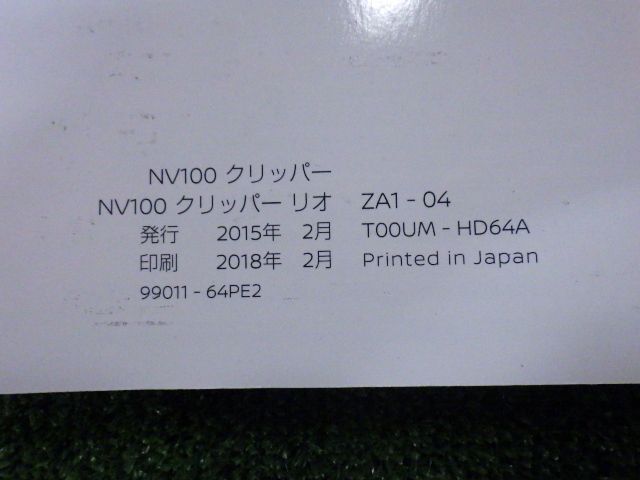 NV100 クリッパー
NV100 クリッパー リオ ZA1-04
発行 2015年 2月 T00UM-HD64A
印刷 2018年 2月 Printed in Japan
99011-64PE2